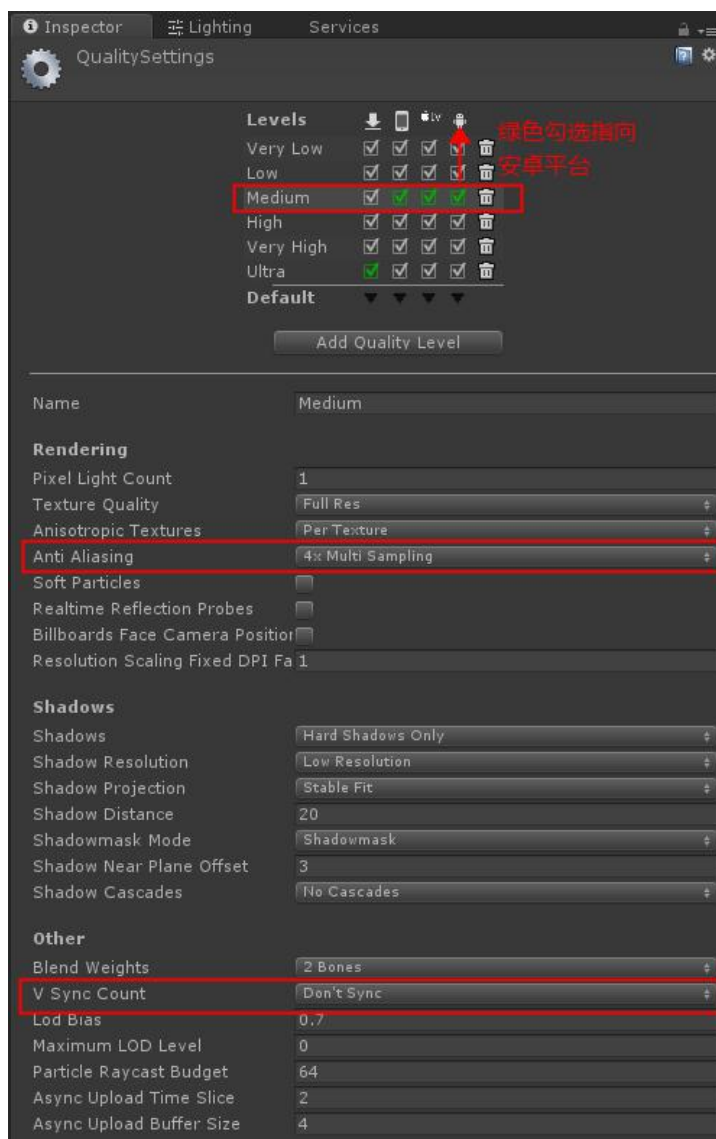 Inspector Lighting Services
QualitySettings
Levels tv
Very Low 绿色勾选指向
Low 安卓平台
Medium
High
Very High
Ultra
Default
Add Quality Level
Name Medium
Rendering
Pixel Light Count 1
Texture Quality Full Res
Anisotropic Textures Per Texture
Anti Aliasing 4x Multi Sampling
Soft Particles
Realtime Reflection Probes
Billboards Face Camera Position
Resolution Scaling Fixed DPI Fa 1
Shadows
Shadows Hard Shadows Only
Shadow Resolution Low Resolution
Shadow Projection Stable Fit
Shadow Distance 20
Shadowmask Mode Shadowmask
Shadow Near Plane Offset 3
Shadow Cascades No Cascades
Other
Blend Weights 2 Bones
V Sync Count Don't Sync
Lod Bias 0.7
Maximum LOD Level 0
Particle Raycast Budget 64
Async Upload Time Slice 2
Async Upload Buffer Size 4